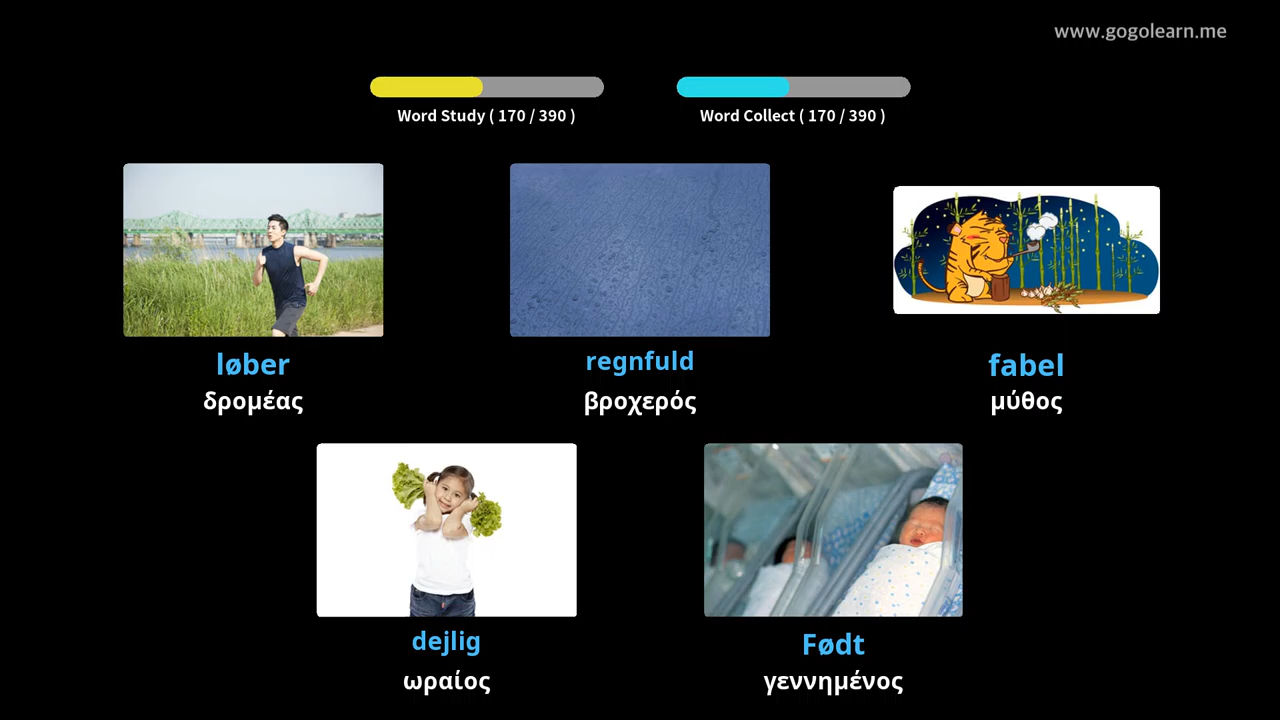 www.gogolearn.me
Word Study ( 170 / 390 )
Word Collect ( 170 / 390 )
løber
δρομέας
regnfuld
βροχερός
fabel
μύθος
dejlig
ωραίος
Født
γεννημένος